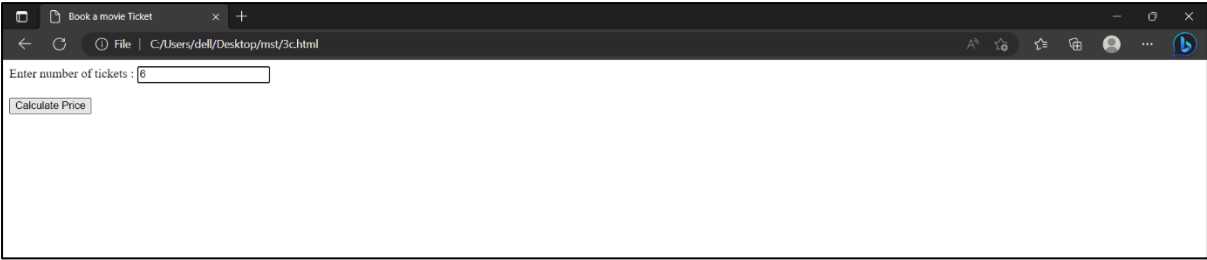 Book a movie Ticket
File | C:/Users/dell/Desktop/mst/3c.html
Enter number of tickets : 6
Calculate Price